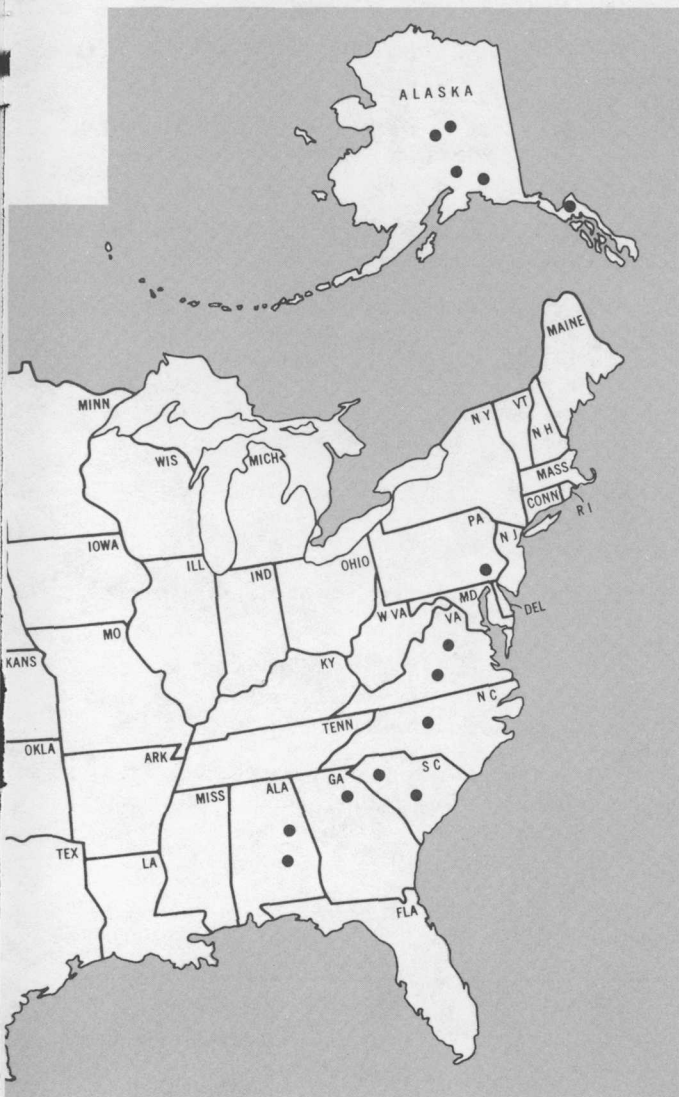 ALASKA
MAINE
MINN
N Y
VT
N H
WIS
MICH
MASS
CONN
R I
PA
N J
IOWA
ILL
IND
OHIO
MD
DEL
W VA
VA
MO
KANS
KY
N C
TENN
OKLA
ARK
S C
GA
ALA
MISS
TEX
LA
FLA